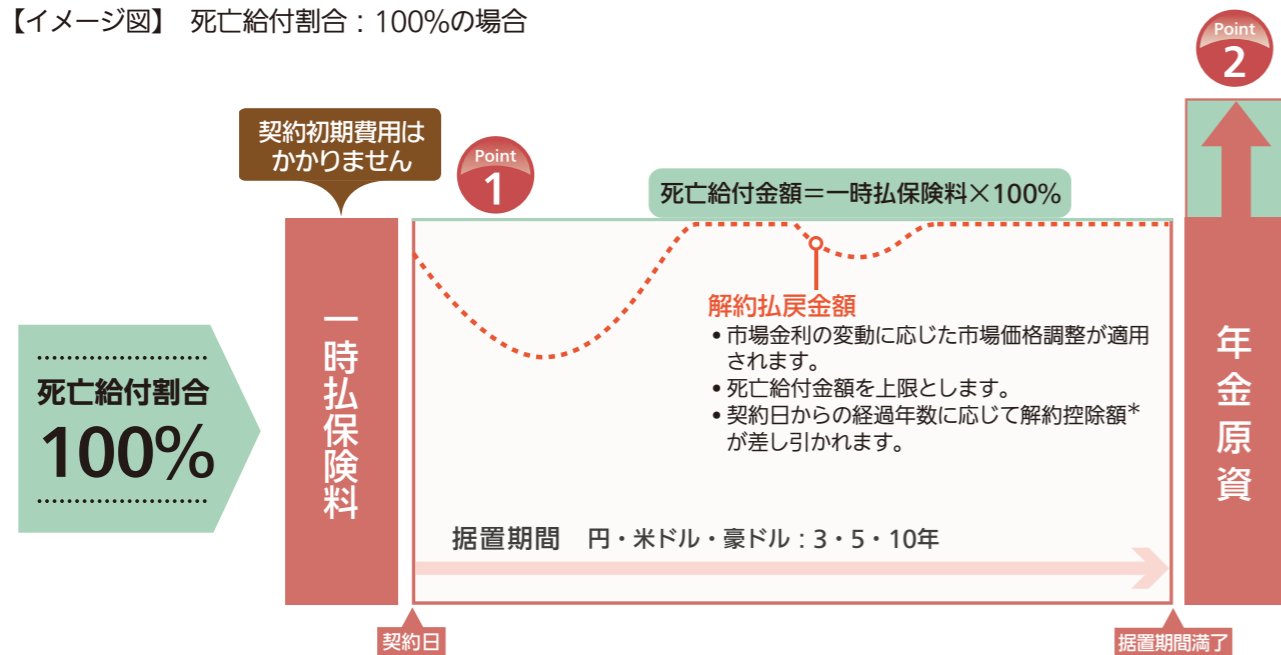 【イメージ図】 死亡給付割合：100%の場合
Point
2
契約初期費用は
かかりません
Point
1
死亡給付金額＝一時払保険料×100%
解約払戻金額
•市場金利の変動に応じた市場価格調整が適用
されます。
•死亡給付金額を上限とします。
•契約日からの経過年数に応じて解約控除額＊
が差し引かれます。
死亡給付割合
100%
一時払保険料
年金原資
据置期間 円・米ドル・豪ドル：3・5・10年
契約日
据置期間満了